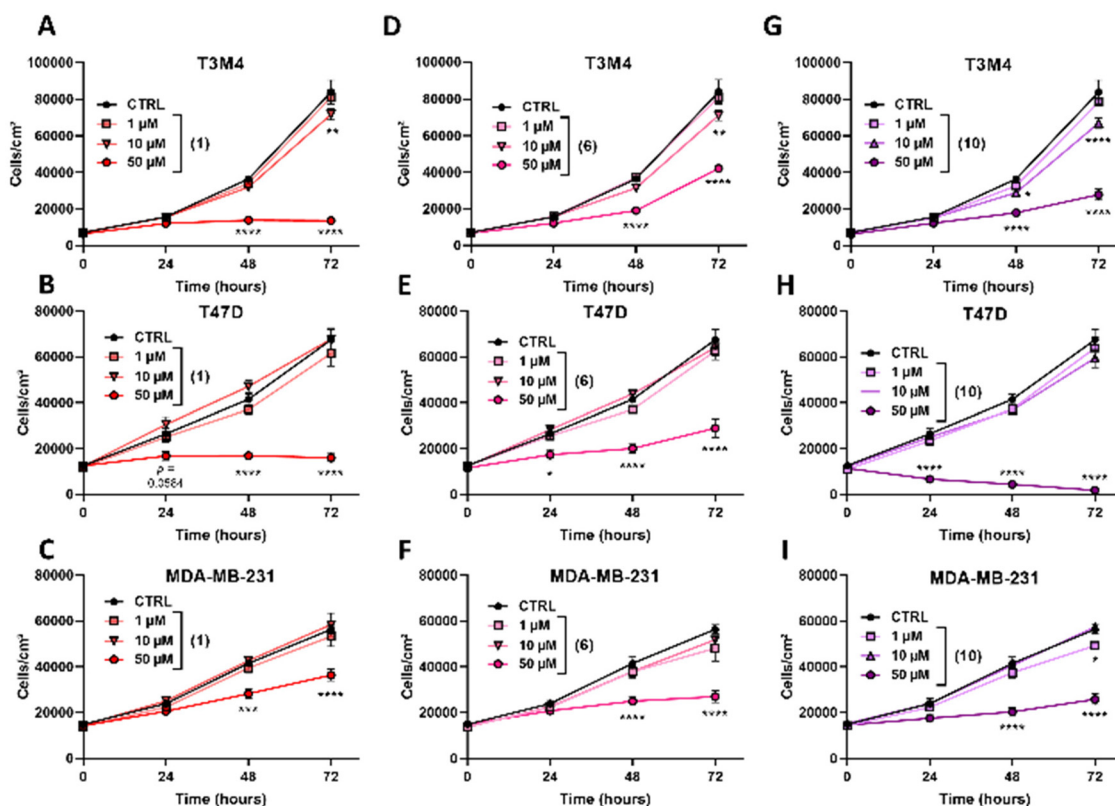 A
T3M4
100000
80000
60000
40000
20000
0
Cells/cm²
CTRL
1 µM
10 µM
50 µM
(1)
**
****
****
0 24 48 72
Time (hours)
D
T3M4
100000
80000
60000
40000
20000
0
Cells/cm²
CTRL
1 µM
10 µM
50 µM
(6)
**
****
****
0 24 48 72
Time (hours)
G
T3M4
100000
80000
60000
40000
20000
0
Cells/cm²
CTRL
1 µM
10 µM
50 µM
(10)
****
*
****
****
0 24 48 72
Time (hours)
B
T47D
80000
60000
40000
20000
0
Cells/cm²
CTRL
1 µM
10 µM
50 µM
(1)
****
****
0 24 48 72
Time (hours)
E
T47D
80000
60000
40000
20000
0
Cells/cm²
CTRL
1 µM
10 µM
50 µM
(6)
*
****
****
0 24 48 72
Time (hours)
H
T47D
80000
60000
40000
20000
0
Cells/cm²
CTRL
1 µM
10 µM
50 µM
(10)
****
****
****
0 24 48 72
Time (hours)
C
MDA-MB-231
80000
60000
40000
20000
0
Cells/cm²
CTRL
1 µM
10 µM
50 µM
(1)
***
****
0 24 48 72
Time (hours)
F
MDA-MB-231
80000
60000
40000
20000
0
Cells/cm²
CTRL
1 µM
10 µM
50 µM
(6)
****
****
0 24 48 72
Time (hours)
I
MDA-MB-231
80000
60000
40000
20000
0
Cells/cm²
CTRL
1 µM
10 µM
50 µM
(10)
*
****
****
0 24 48 72
Time (hours)